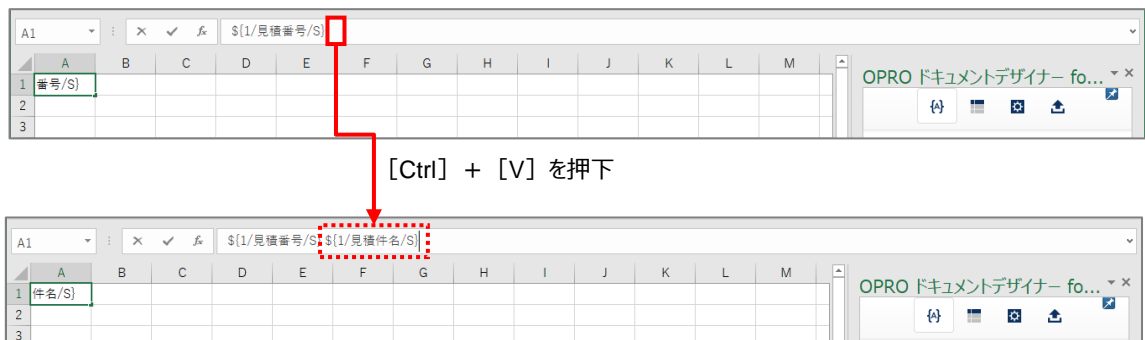 A1 fx ${1/見積番号/S}
A B C D E F G H I J K L M
OPRO ドキュメントデザイナー fo...
1 番号/S}
{A}
2
3
［Ctrl］＋［V］を押下
A1 fx ${1/見積番号/S}${1/見積件名/S}
A B C D E F G H I J K L M
OPRO ドキュメントデザイナー fo...
1 件名/S}
{A}
2
3